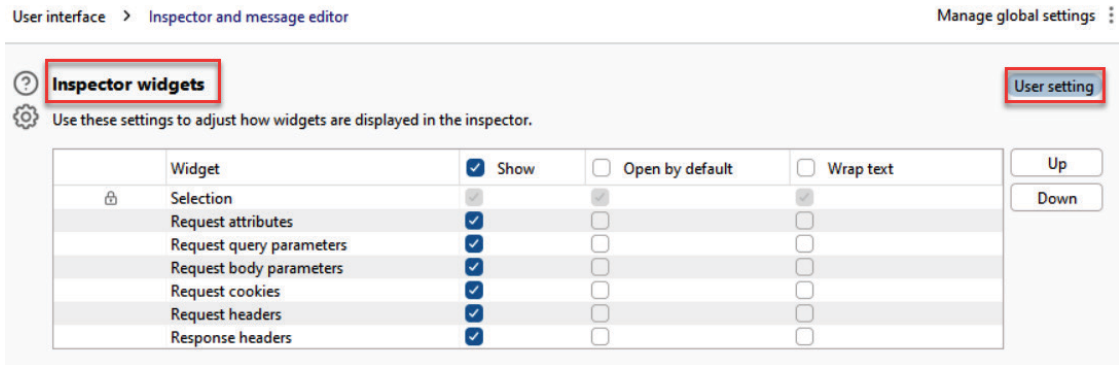 User interface > Inspector and message editor Manage global settings
Inspector widgets User setting
Use these settings to adjust how widgets are displayed in the inspector.
Widget Show Open by default Wrap text Up
Selection Down
Request attributes
Request query parameters
Request body parameters
Request cookies
Request headers
Response headers